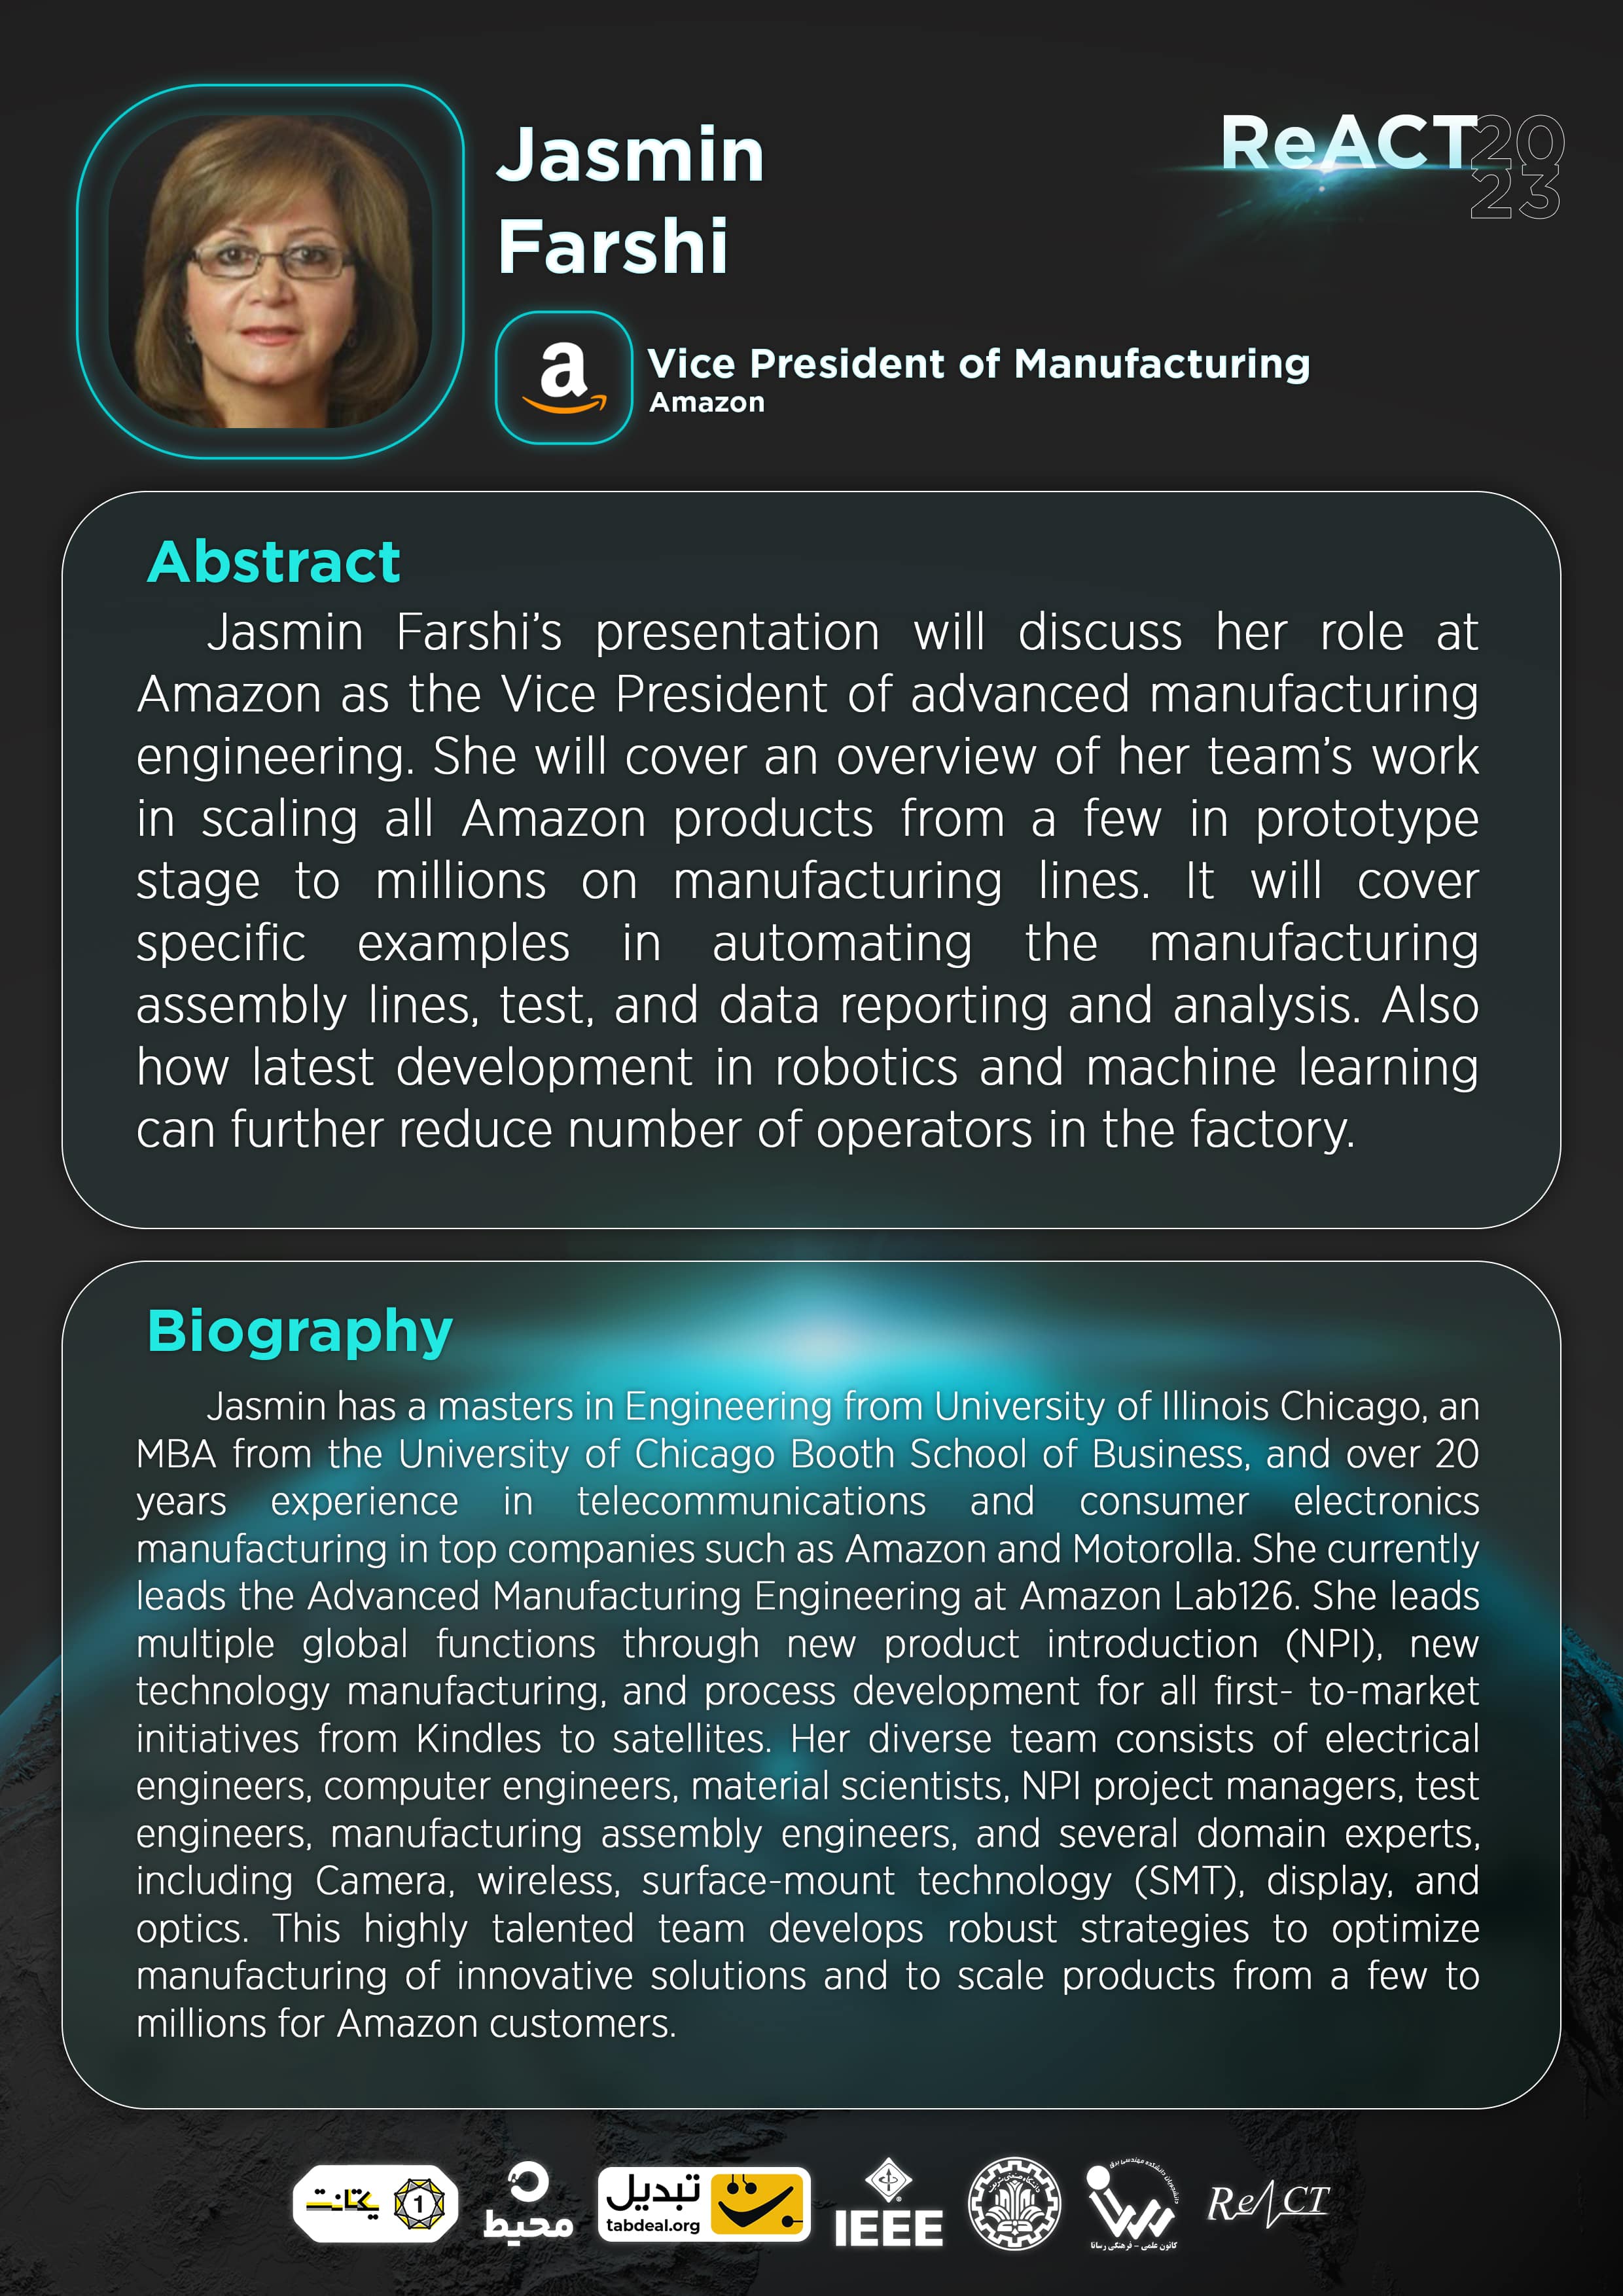 Jasmin
Farshi
ReACT
20
23
a
Vice President of Manufacturing
Amazon
Abstract
Jasmin Farshi’s presentation will discuss her role at
Amazon as the Vice President of advanced manufacturing
engineering. She will cover an overview of her team’s work
in scaling all Amazon products from a few in prototype
stage to millions on manufacturing lines. It will cover
specific examples in automating the manufacturing
assembly lines, test, and data reporting and analysis. Also
how latest development in robotics and machine learning
can further reduce number of operators in the factory.
Biography
Jasmin has a masters in Engineering from University of Illinois Chicago, an
MBA from the University of Chicago Booth School of Business, and over 20
years experience in telecommunications and consumer electronics
manufacturing in top companies such as Amazon and Motorolla. She currently
leads the Advanced Manufacturing Engineering at Amazon Lab126. She leads
multiple global functions through new product introduction (NPI), new
technology manufacturing, and process development for all first- to-market
initiatives from Kindles to satellites. Her diverse team consists of electrical
engineers, computer engineers, material scientists, NPI project managers, test
engineers, manufacturing assembly engineers, and several domain experts,
including Camera, wireless, surface-mount technology (SMT), display, and
optics. This highly talented team develops robust strategies to optimize
manufacturing of innovative solutions and to scale products from a few to
millions for Amazon customers.
یکتانت
1
محیط
تبدیل
tabdeal.org
IEEE
دانشگاه صنعتی شریف
دانشجویان دانشکده مهندسی برق
رسانا
کانون علمی - فرهنگی رسانا
ReACT